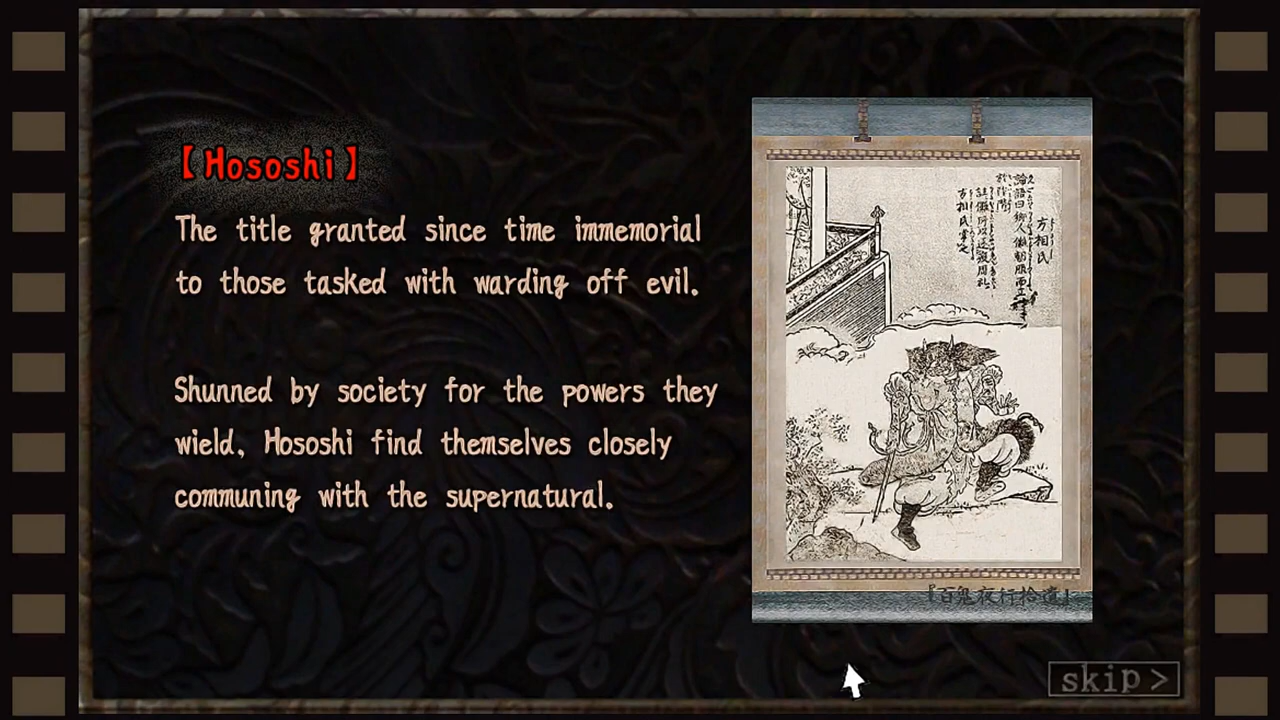 【Hososhi】
The title granted since time immemorial
to those tasked with warding off evil.
Shunned by society for the powers they
wield, Hososhi find themselves closely
communing with the supernatural.
方相氏
『百鬼夜行拾遺』
skip >